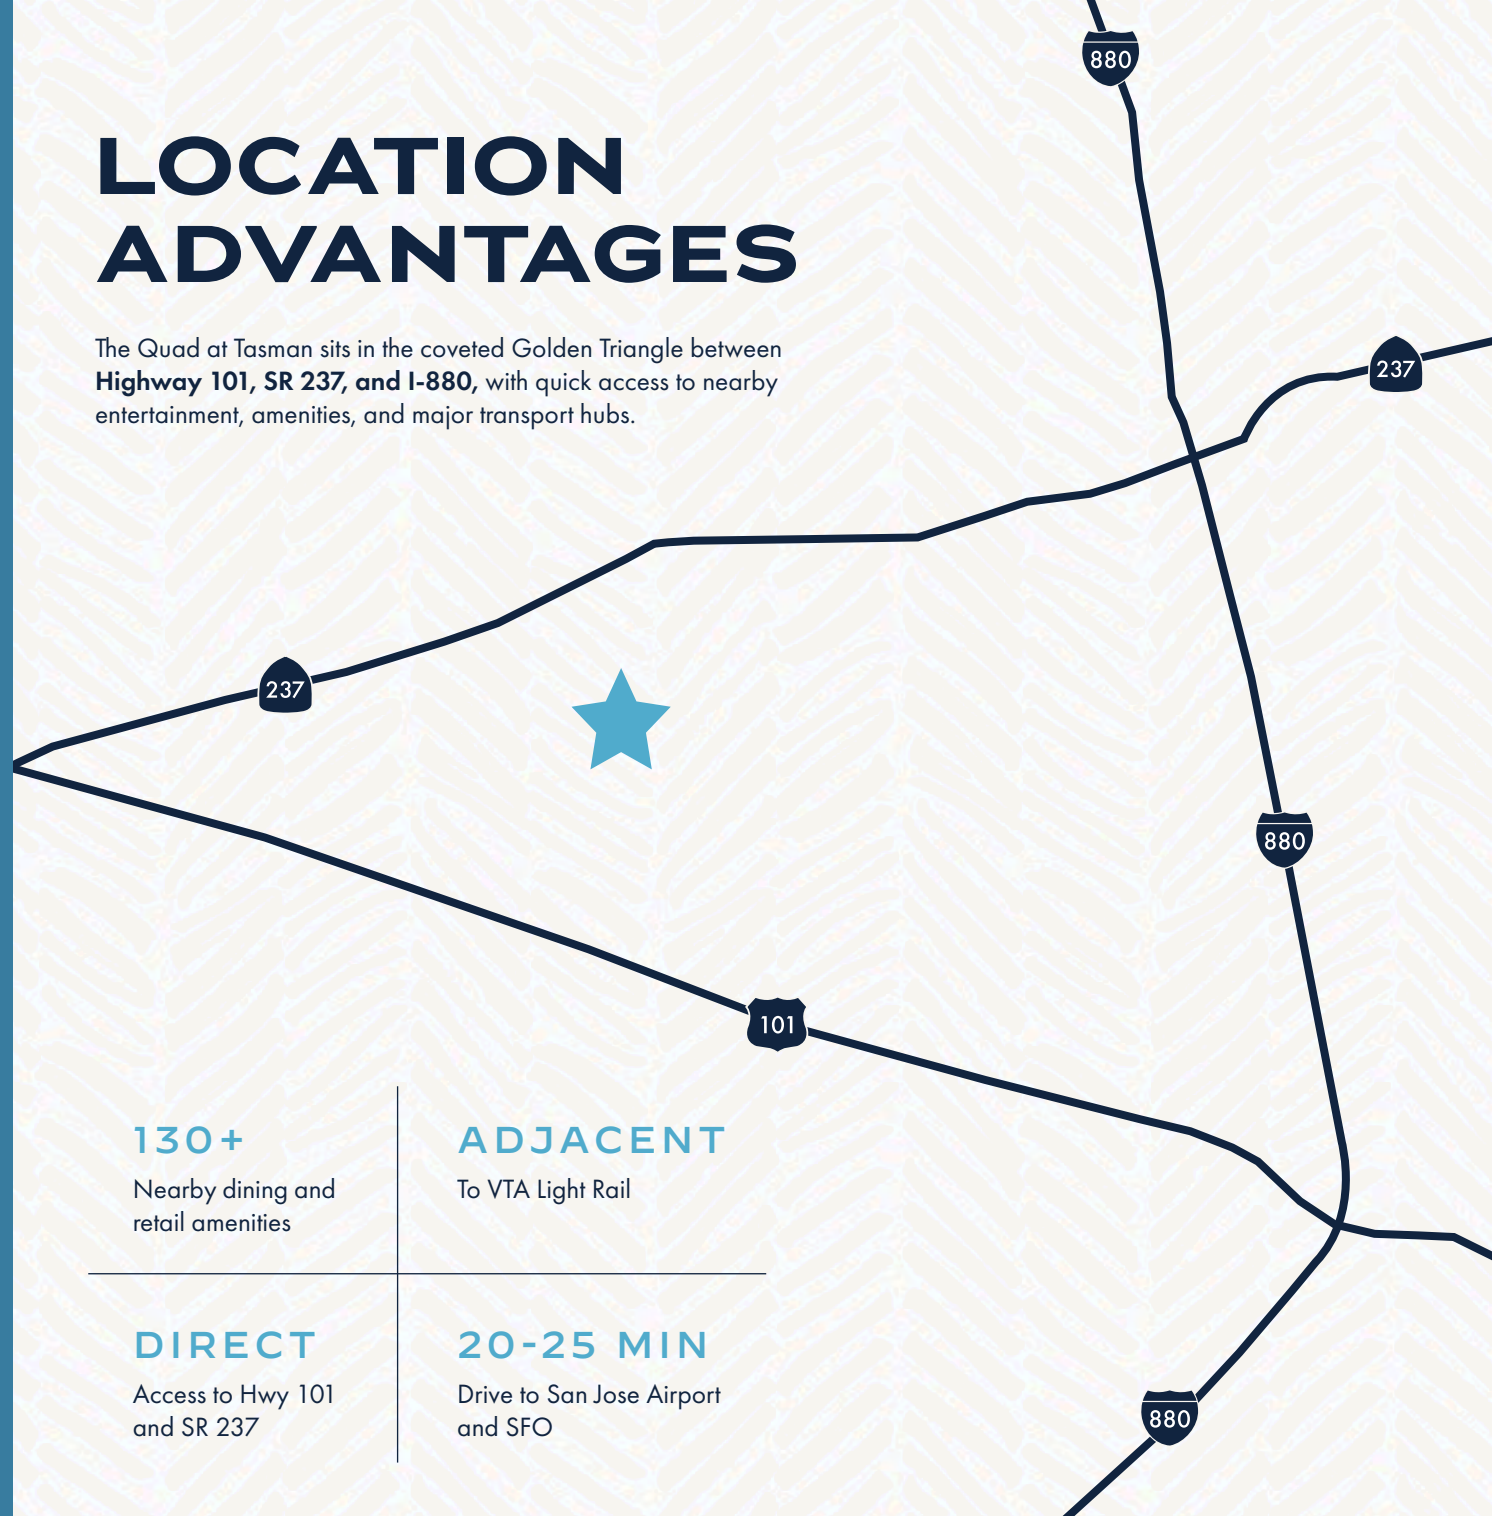 880
LOCATION
ADVANTAGES
The Quad at Tasman sits in the coveted Golden Triangle between
Highway 101, SR 237, and I-880, with quick access to nearby
entertainment, amenities, and major transport hubs.
237
237
880
101
130+
Nearby dining and
retail amenities
ADJACENT
To VTA Light Rail
DIRECT
Access to Hwy 101
and SR 237
20-25 MIN
Drive to San Jose Airport
and SFO
880